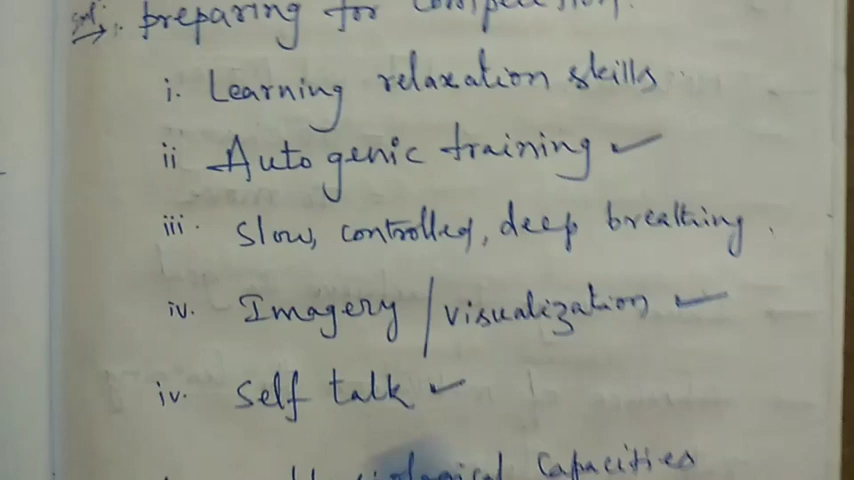 preparing for
i. Learning relaxation skills
ii Autogenic training ✓
iii. slow, controlled, deep breathing.
iv. Imagery / visualization ✓
iv. Self talk ✓
Capacities